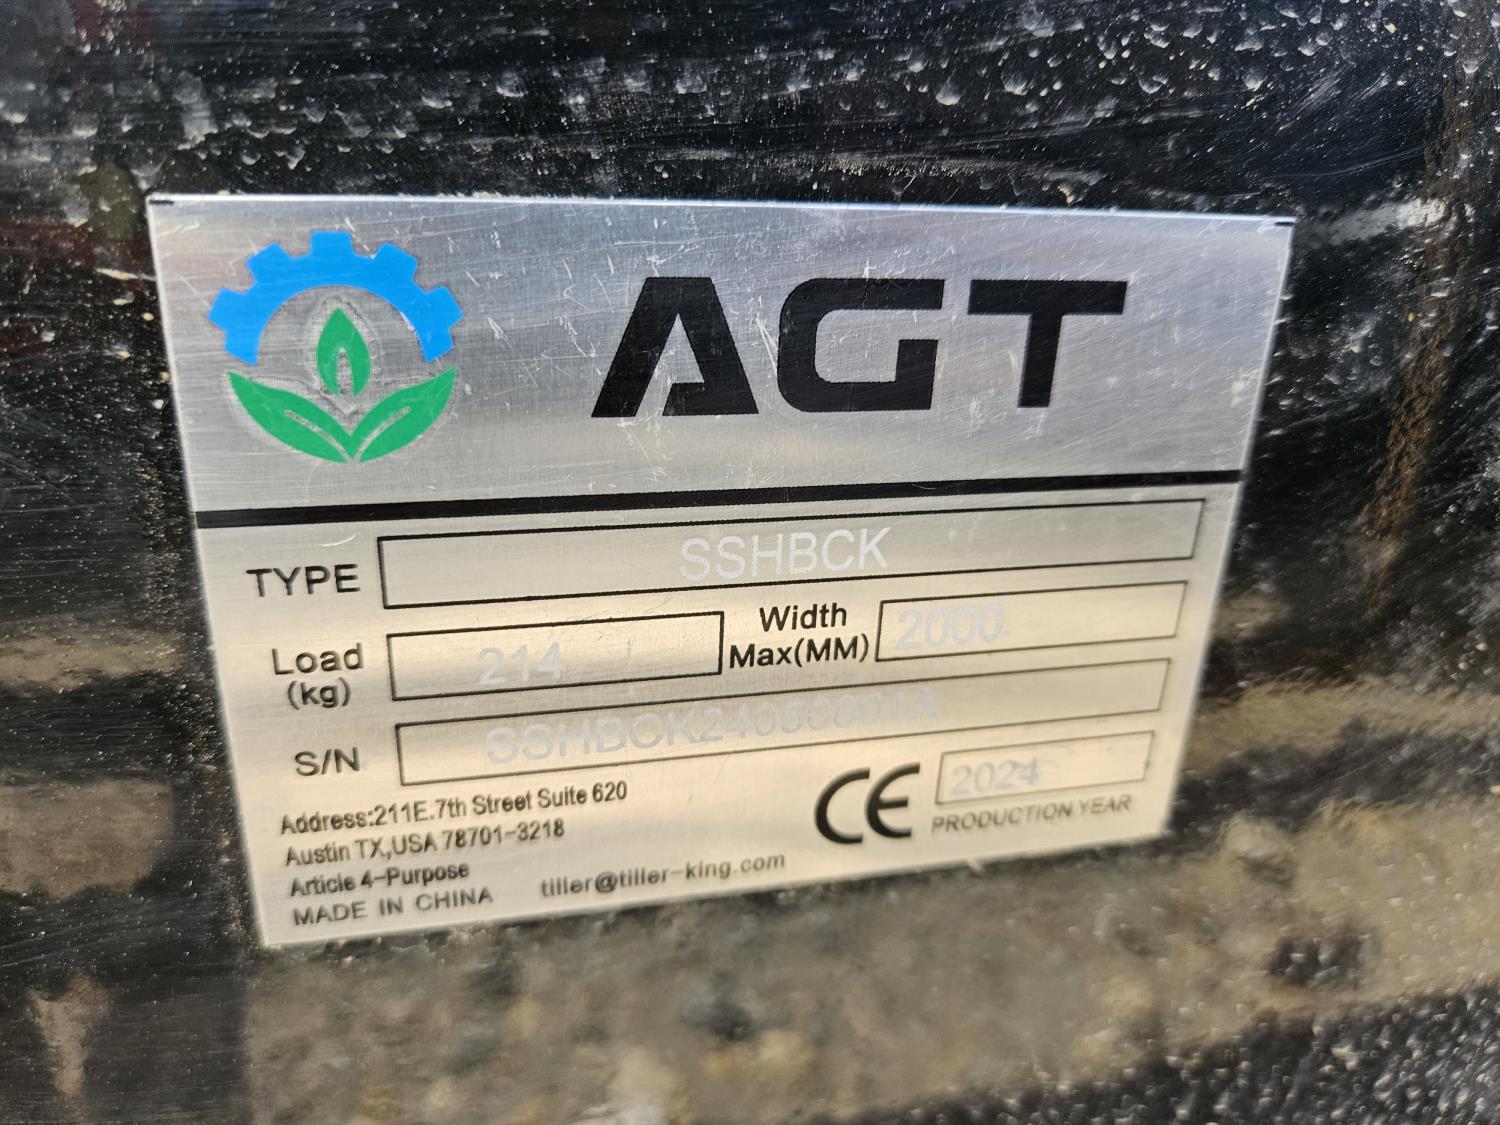 AGT
TYPE SSHBCK
Load (kg) 214 Width Max(MM) 2000
S/N SSHBCK24050801A
Address:211E.7th Street Suite 620
Austin TX,USA 78701-3218
Article 4-Purpose
MADE IN CHINA tiller@tiller-king.com
CE 2024
PRODUCTION YEAR